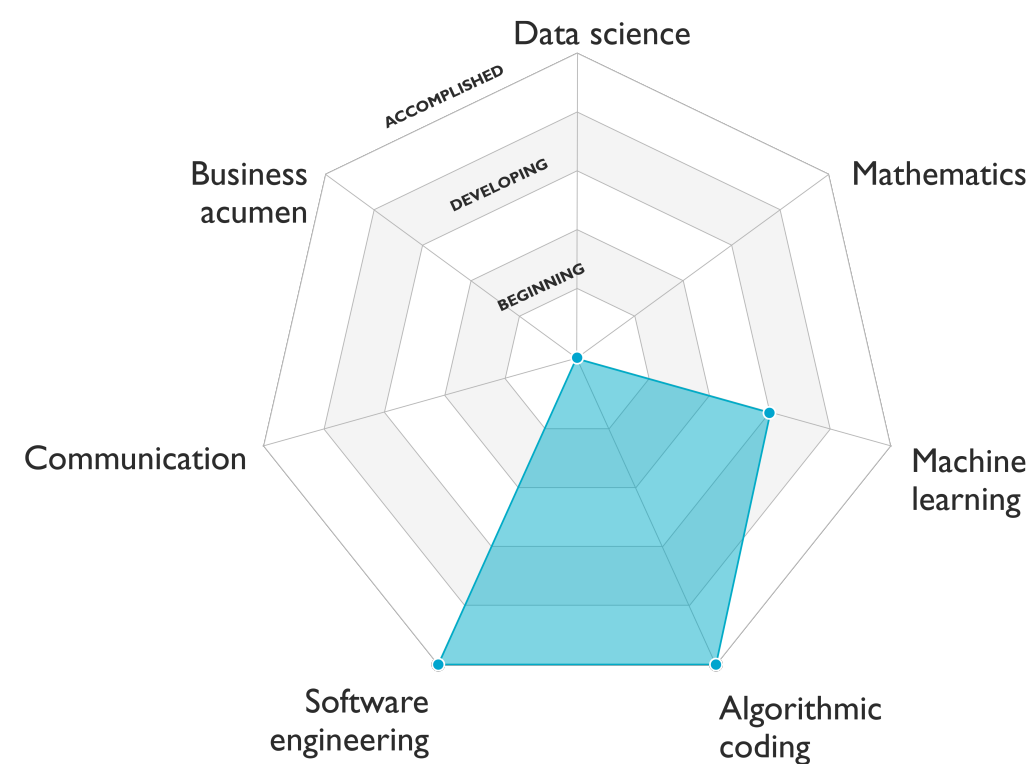 Data science
ACCOMPLISHED
Business
acumen
Mathematics
DEVELOPING
BEGINNING
Communication
Machine
learning
Software
engineering
Algorithmic
coding